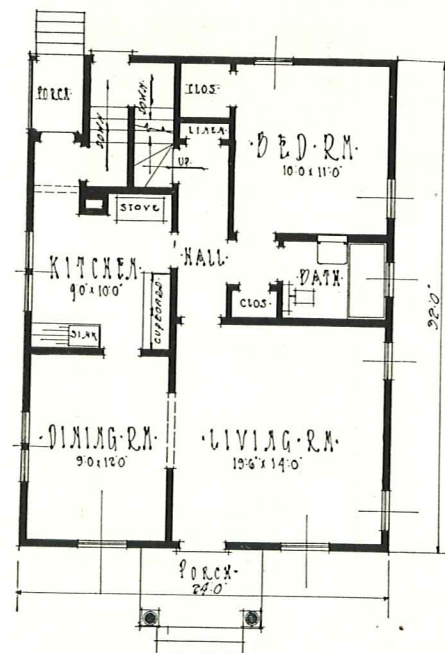 PORCH
DOWN
DOWN
CLOS.
LINEN
UP
·BED·RM·
10'0 x 11'0"
STOVE
KITCHEN
9'0" x 10'0"
HALL
·BATH·
CUPBOARD
CLOS
SINK
·DINING·RM·
9'0 x 12'0"
·LIVING·RM·
13'6" x 14'0"
32'0"
PORCH·
24'0"